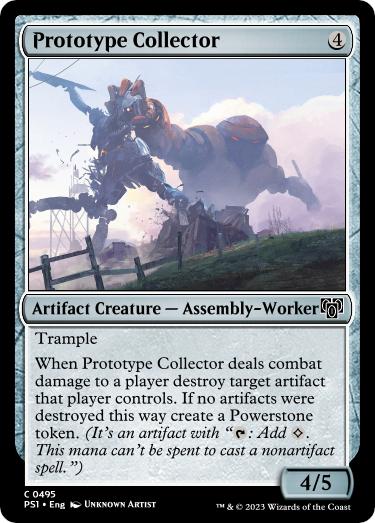 Prototype Collector 4
Artifact Creature — Assembly-Worker
Trample
When Prototype Collector deals combat
damage to a player destroy target artifact
that player controls. If no artifacts were
destroyed this way create a Powerstone
token. (It's an artifact with “T: Add C.
This mana can't be spent to cast a nonartifact
spell.”)
4/5
C 0495
PS1 • Eng Unknown Artist
™ & © 2023 Wizards of the Coast